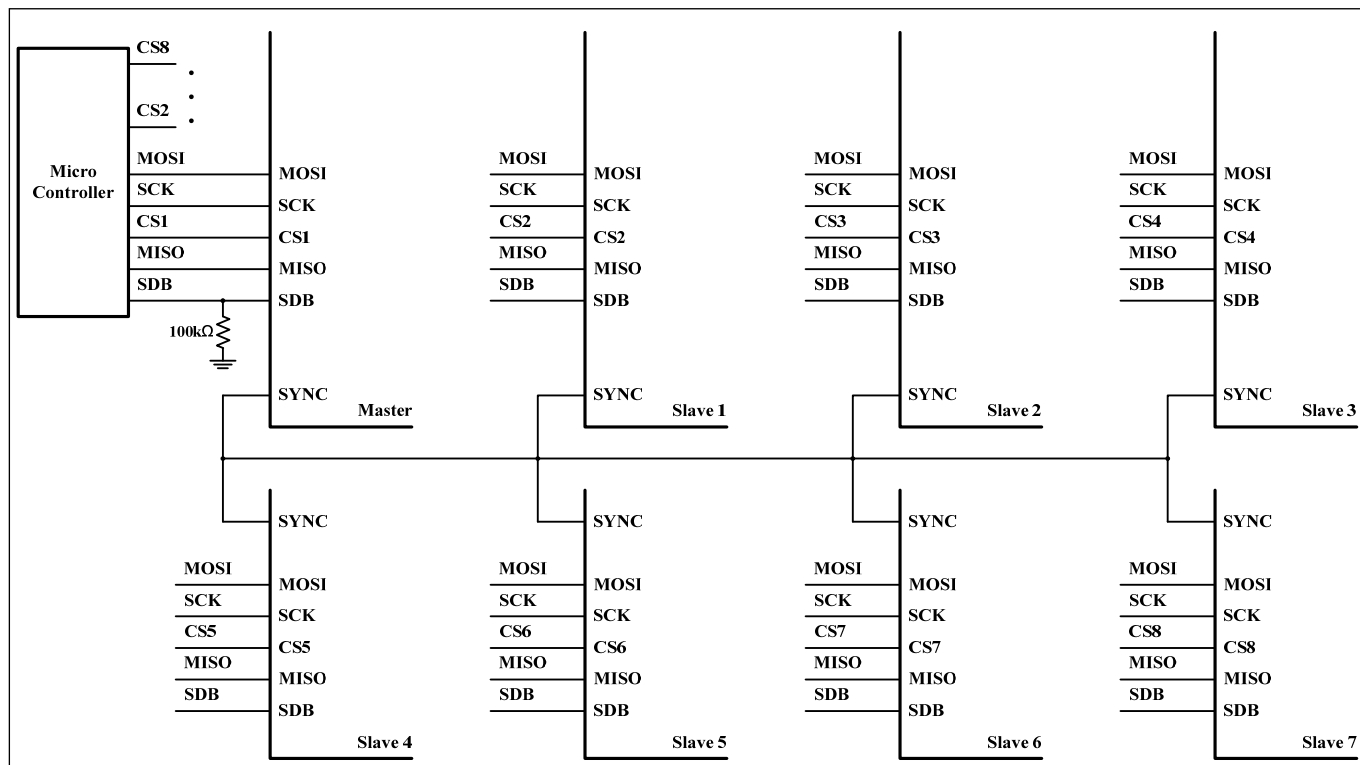 CS8
CS2
Micro
Controller
MOSI
SCK
CS1
MISO
SDB
100kΩ
MOSI
SCK
CS1
MISO
SDB
SYNC
Master
MOSI
SCK
CS2
MISO
SDB
MOSI
SCK
CS2
MISO
SDB
SYNC
Slave 1
MOSI
SCK
CS3
MISO
SDB
MOSI
SCK
CS3
MISO
SDB
SYNC
Slave 2
MOSI
SCK
CS4
MISO
SDB
MOSI
SCK
CS4
MISO
SDB
SYNC
Slave 3
SYNC
MOSI
SCK
CS5
MISO
SDB
MOSI
SCK
CS5
MISO
SDB
Slave 4
SYNC
MOSI
SCK
CS6
MISO
SDB
MOSI
SCK
CS6
MISO
SDB
Slave 5
SYNC
MOSI
SCK
CS7
MISO
SDB
MOSI
SCK
CS7
MISO
SDB
Slave 6
SYNC
MOSI
SCK
CS8
MISO
SDB
MOSI
SCK
CS8
MISO
SDB
Slave 7